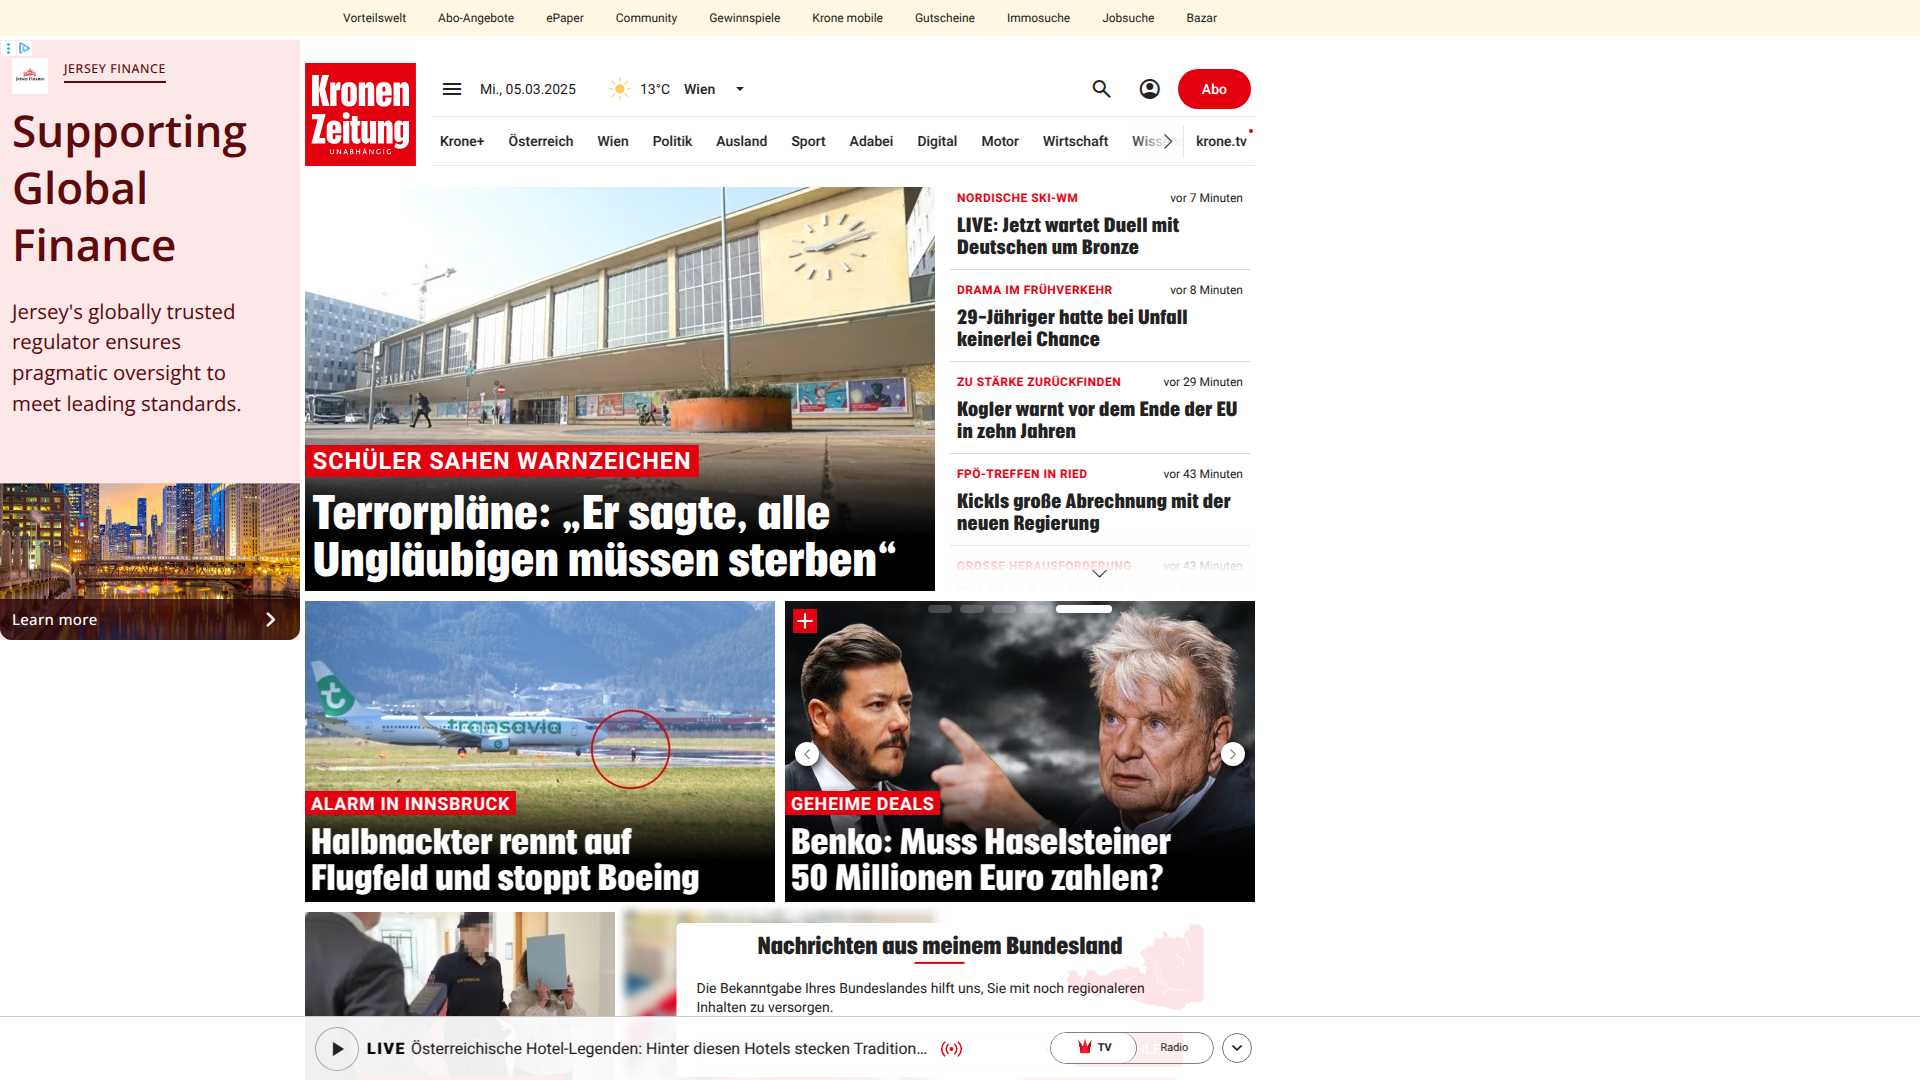 Vorteilswelt
Abo-Angebote
ePaper
Community
Gewinnspiele
Krone mobile
Gutscheine
Immosuche
Jobsuche
Bazar
JERSEY FINANCE
Supporting
Global
Finance
Jersey's globally trusted
regulator ensures
pragmatic oversight to
meet leading standards.
Learn more
Kronen
Zeitung
UNABHÄNGIG
Mi., 05.03.2025
13°C
Wien
Abo
Krone+
Österreich
Wien
Politik
Ausland
Sport
Adabei
Digital
Motor
Wirtschaft
krone.tv
SCHÜLER SAHEN WARNZEICHEN
Terrorpläne: „Er sagte, alle
Ungläubigen müssen sterben“
NORDISCHE SKI-WM
vor 7 Minuten
LIVE: Jetzt wartet Duell mit
Deutschen um Bronze
DRAMA IM FRÜHVERKEHR
vor 8 Minuten
29-Jähriger hatte bei Unfall
keinerlei Chance
ZU STÄRKE ZURÜCKFINDEN
vor 29 Minuten
Kogler warnt vor dem Ende der EU
in zehn Jahren
FPÖ-TREFFEN IN RIED
vor 43 Minuten
Kickls große Abrechnung mit der
neuen Regierung
GROSSE HERAUSFORDERUNG
vor 43 Minuten
transavia
ALARM IN INNSBRUCK
Halbnackter rennt auf
Flugfeld und stoppt Boeing
GEHEIME DEALS
Benko: Muss Haselsteiner
50 Millionen Euro zahlen?
Nachrichten aus meinem Bundesland
Die Bekanntgabe Ihres Bundeslandes hilft uns, Sie mit noch regionaleren
Inhalten zu versorgen.
LIVE Österreichische Hotel-Legenden: Hinter diesen Hotels stecken Tradition...
TV
Radio